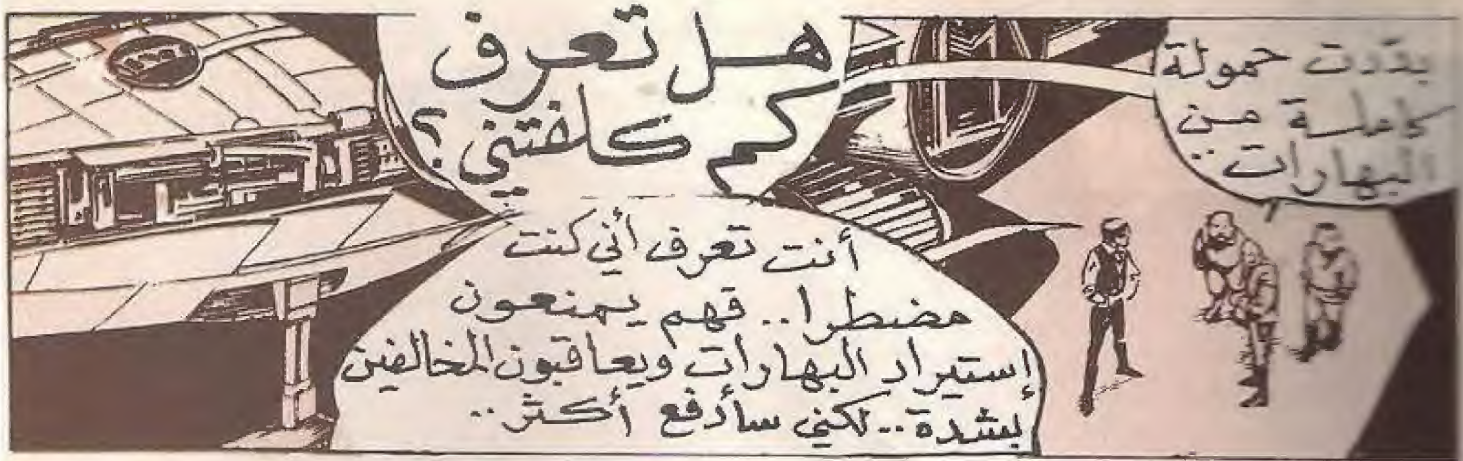 بددت حمولة
كاملة من..
البهارات..
هل تعرف
كم كلفتني؟
أنت تعرف أني كنت
مضطرا.. فهم يمنعون
إستيراد البهارات ويعاقبون المخالفين
بشدة.. لكني سأدفع أكثر..